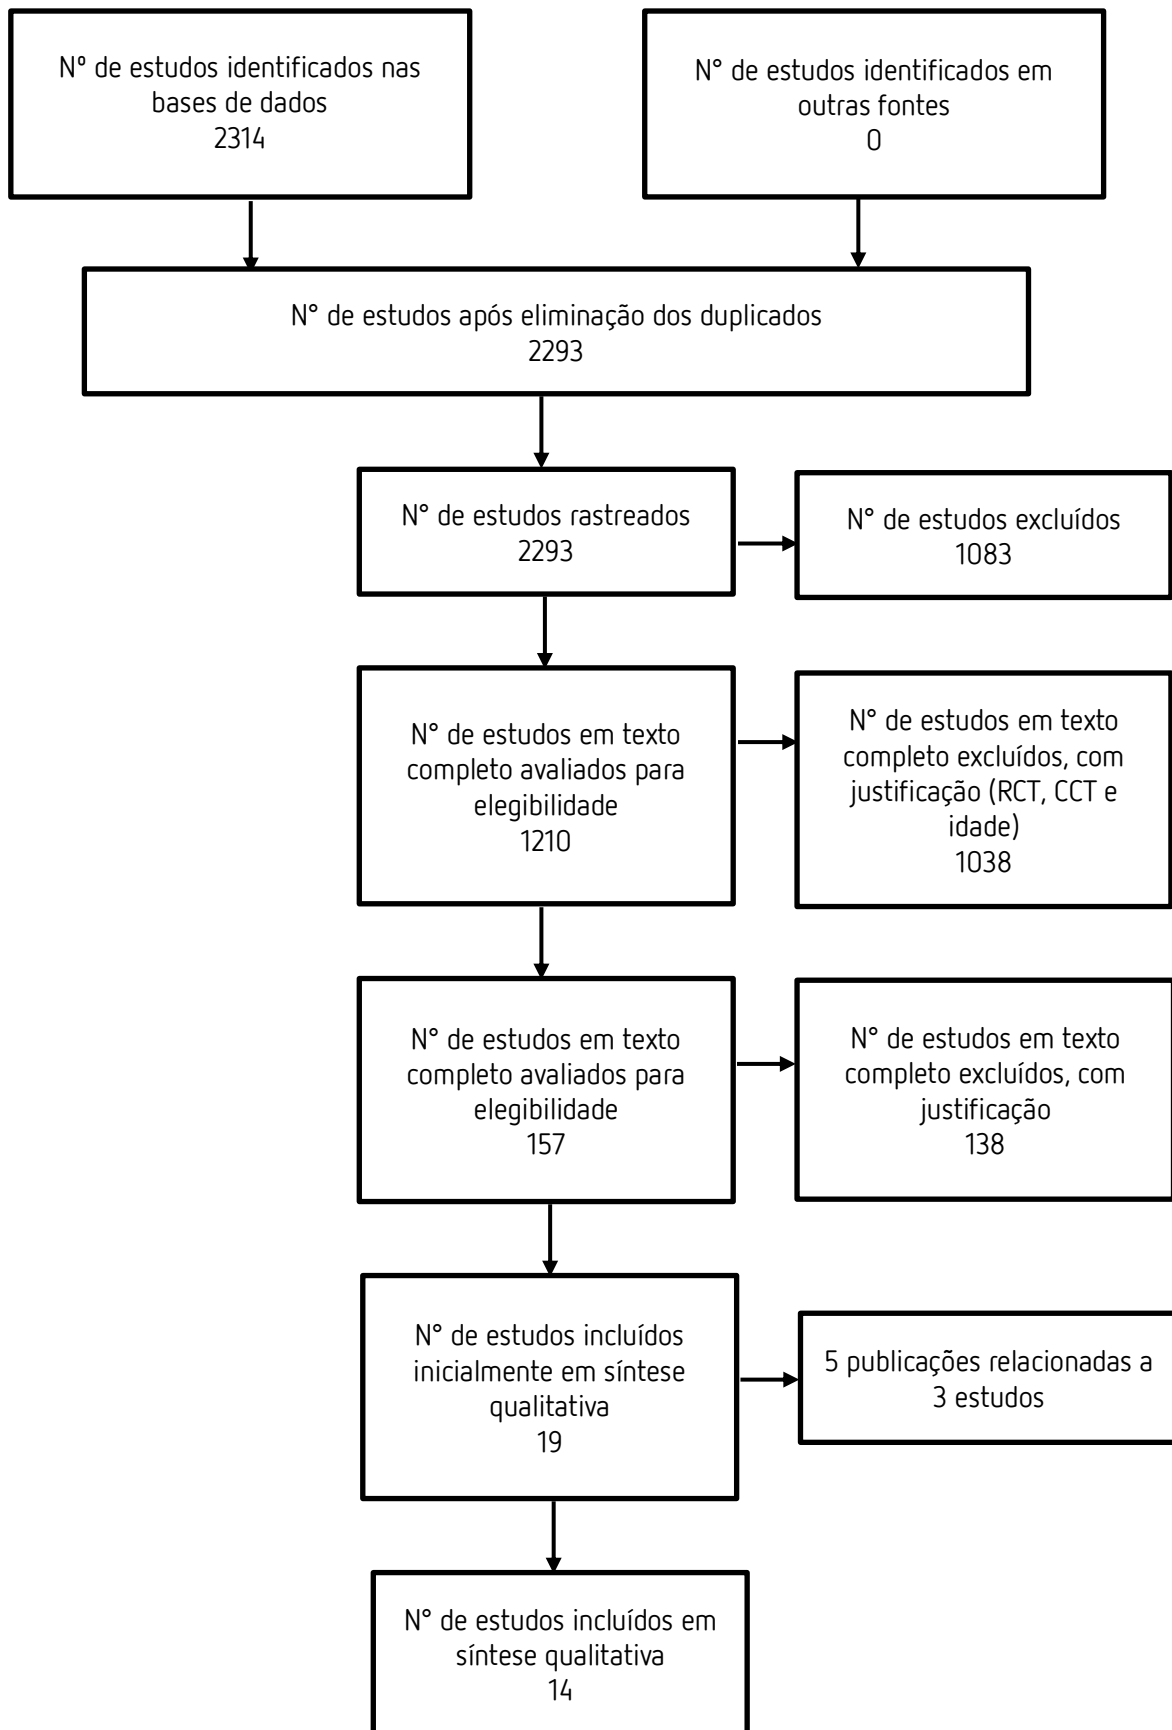 Nº de estudos identificados nas
bases de dados
2314
N° de estudos identificados em
outras fontes
0
N° de estudos após eliminação dos duplicados
2293
N° de estudos rastreados
2293
N° de estudos excluídos
1083
N° de estudos em texto
completo avaliados para
elegibilidade
1210
N° de estudos em texto
completo excluídos, com
justificação (RCT, CCT e
idade)
1038
N° de estudos em texto
completo avaliados para
elegibilidade
157
N° de estudos em texto
completo excluídos, com
justificação
138
N° de estudos incluídos
inicialmente em síntese
qualitativa
19
5 publicações relacionadas a
3 estudos
N° de estudos incluídos em
síntese qualitativa
14